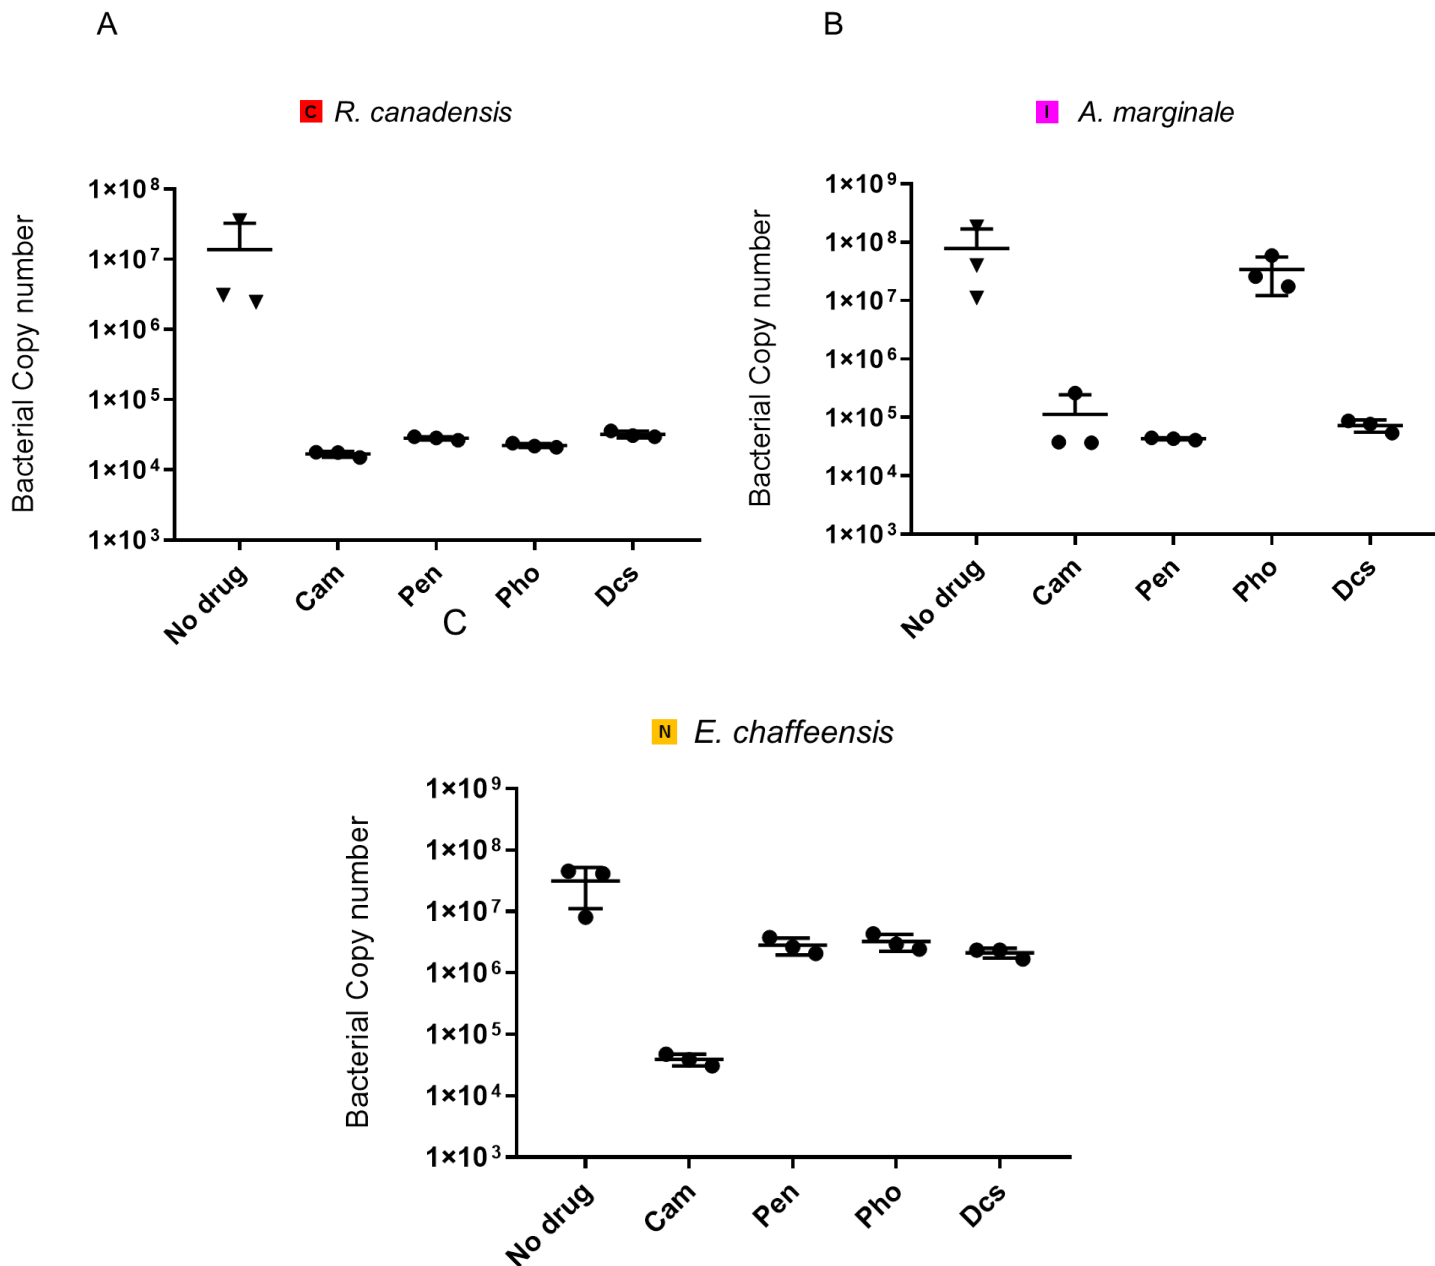 A
C R. canadensis
Bacterial Copy number
1×10⁸
1×10⁷
1×10⁶
1×10⁵
1×10⁴
1×10³
No drug
Cam
Pen
Pho
Dcs
B
I A. marginale
Bacterial Copy number
1×10⁹
1×10⁸
1×10⁷
1×10⁶
1×10⁵
1×10⁴
1×10³
No drug
Cam
Pen
Pho
Dcs
C
N E. chaffeensis
Bacterial Copy number
1×10⁹
1×10⁸
1×10⁷
1×10⁶
1×10⁵
1×10⁴
1×10³
No drug
Cam
Pen
Pho
Dcs